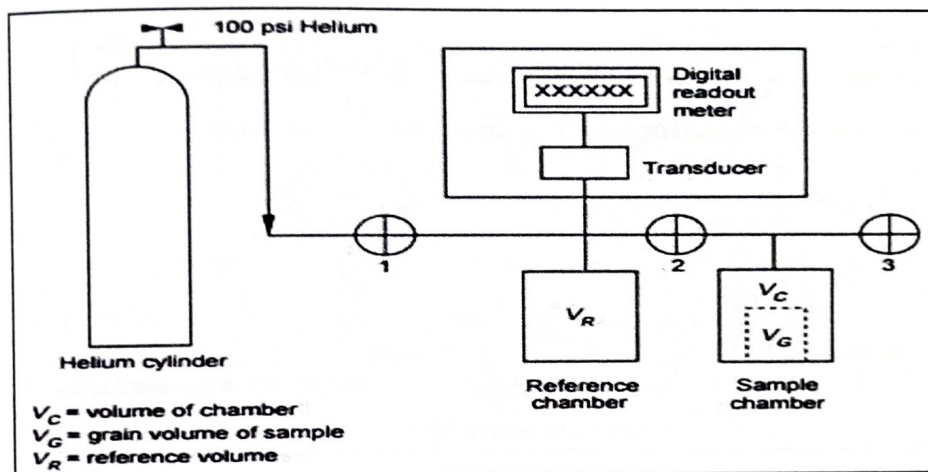 100 psi Helium
Digital
readout
meter
XXXXXX
Transducer
1
2
3
V_R
V_C
V_G
Helium cylinder
Reference
chamber
Sample
chamber
V_C = volume of chamber
V_G = grain volume of sample
V_R = reference volume